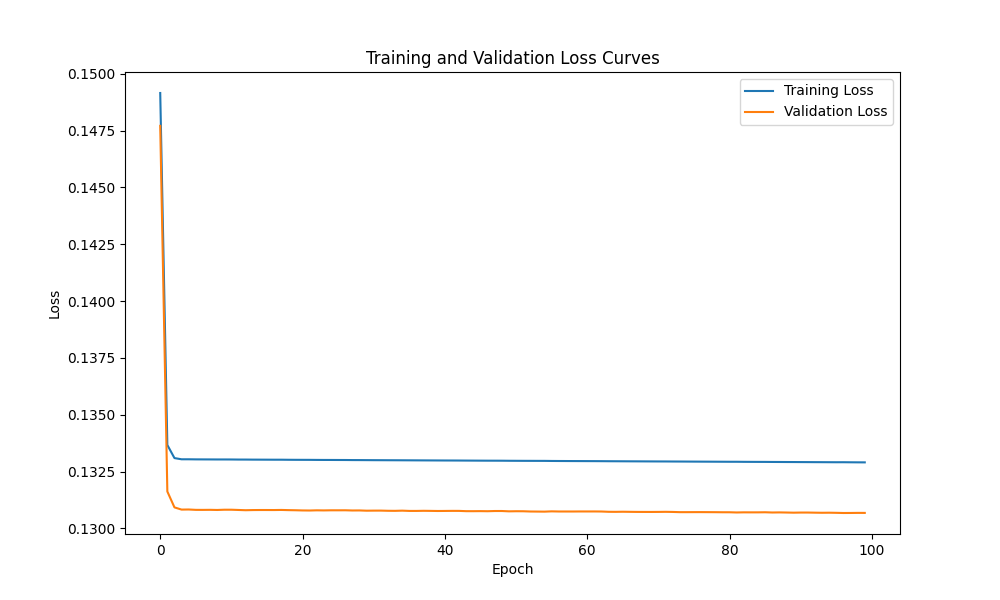 Training and Validation Loss Curves
Training Loss
Validation Loss
0.1500
0.1475
0.1450
0.1425
0.1400
0.1375
0.1350
0.1325
0.1300
Loss
0 20 40 60 80 100
Epoch